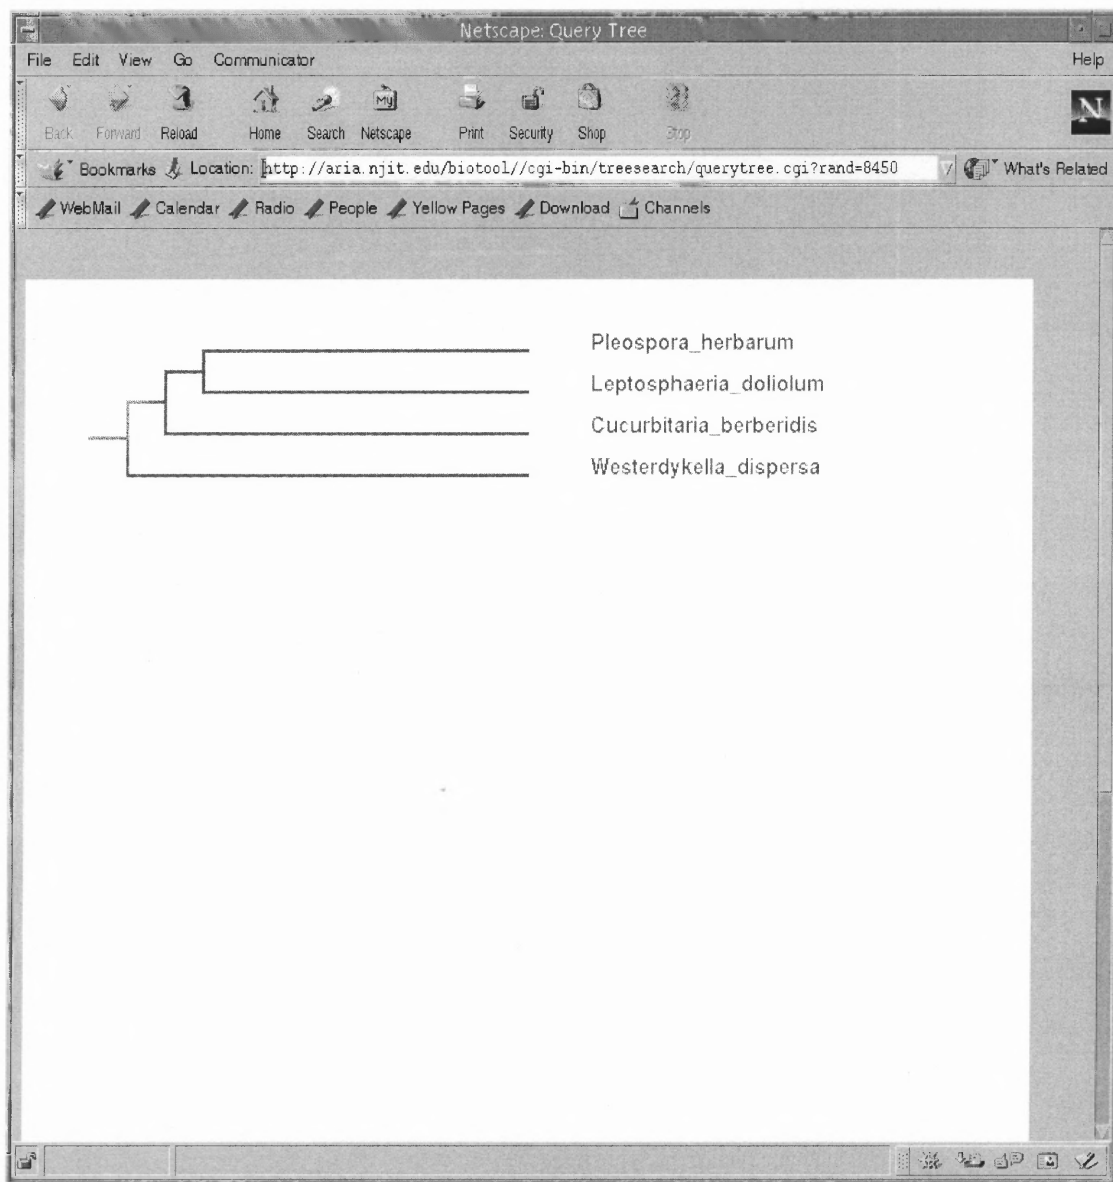 Netscape: Query Tree
File Edit View Go Communicator Help
Back Forward Reload Home Search Netscape Print Security Shop Stop
My
N
Bookmarks Location: http://aria.njit.edu/biotool//cgi-bin/treesearch/querytree.cgi?rand=8450 What's Related
WebMail Calendar Radio People Yellow Pages Download Channels
Pleospora_herbarum
Leptosphaeria_doliolum
Cucurbitaria_berberidis
Westerdykella_dispersa